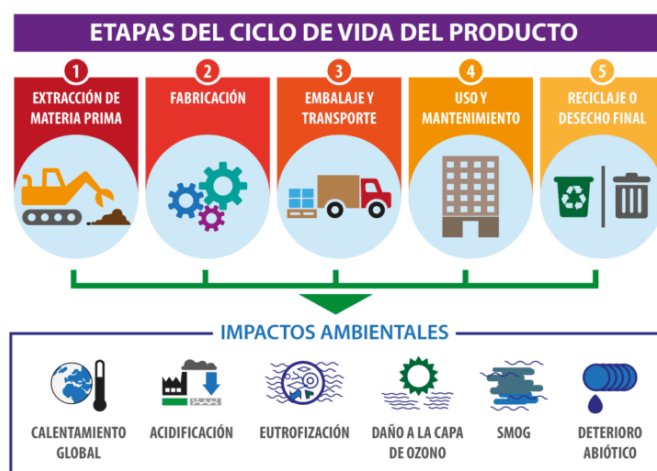 ETAPAS DEL CICLO DE VIDA DEL PRODUCTO
1
EXTRACCIÓN DE
MATERIA PRIMA
2
FABRICACIÓN
3
EMBALAJE Y
TRANSPORTE
4
USO Y
MANTENIMIENTO
5
RECICLAJE O
DESECHO FINAL
IMPACTOS AMBIENTALES
CALENTAMIENTO
GLOBAL
ACIDIFICACIÓN
EUTROFIZACIÓN
DAÑO A LA CAPA
DE OZONO
SMOG
DETERIORO
ABIÓTICO